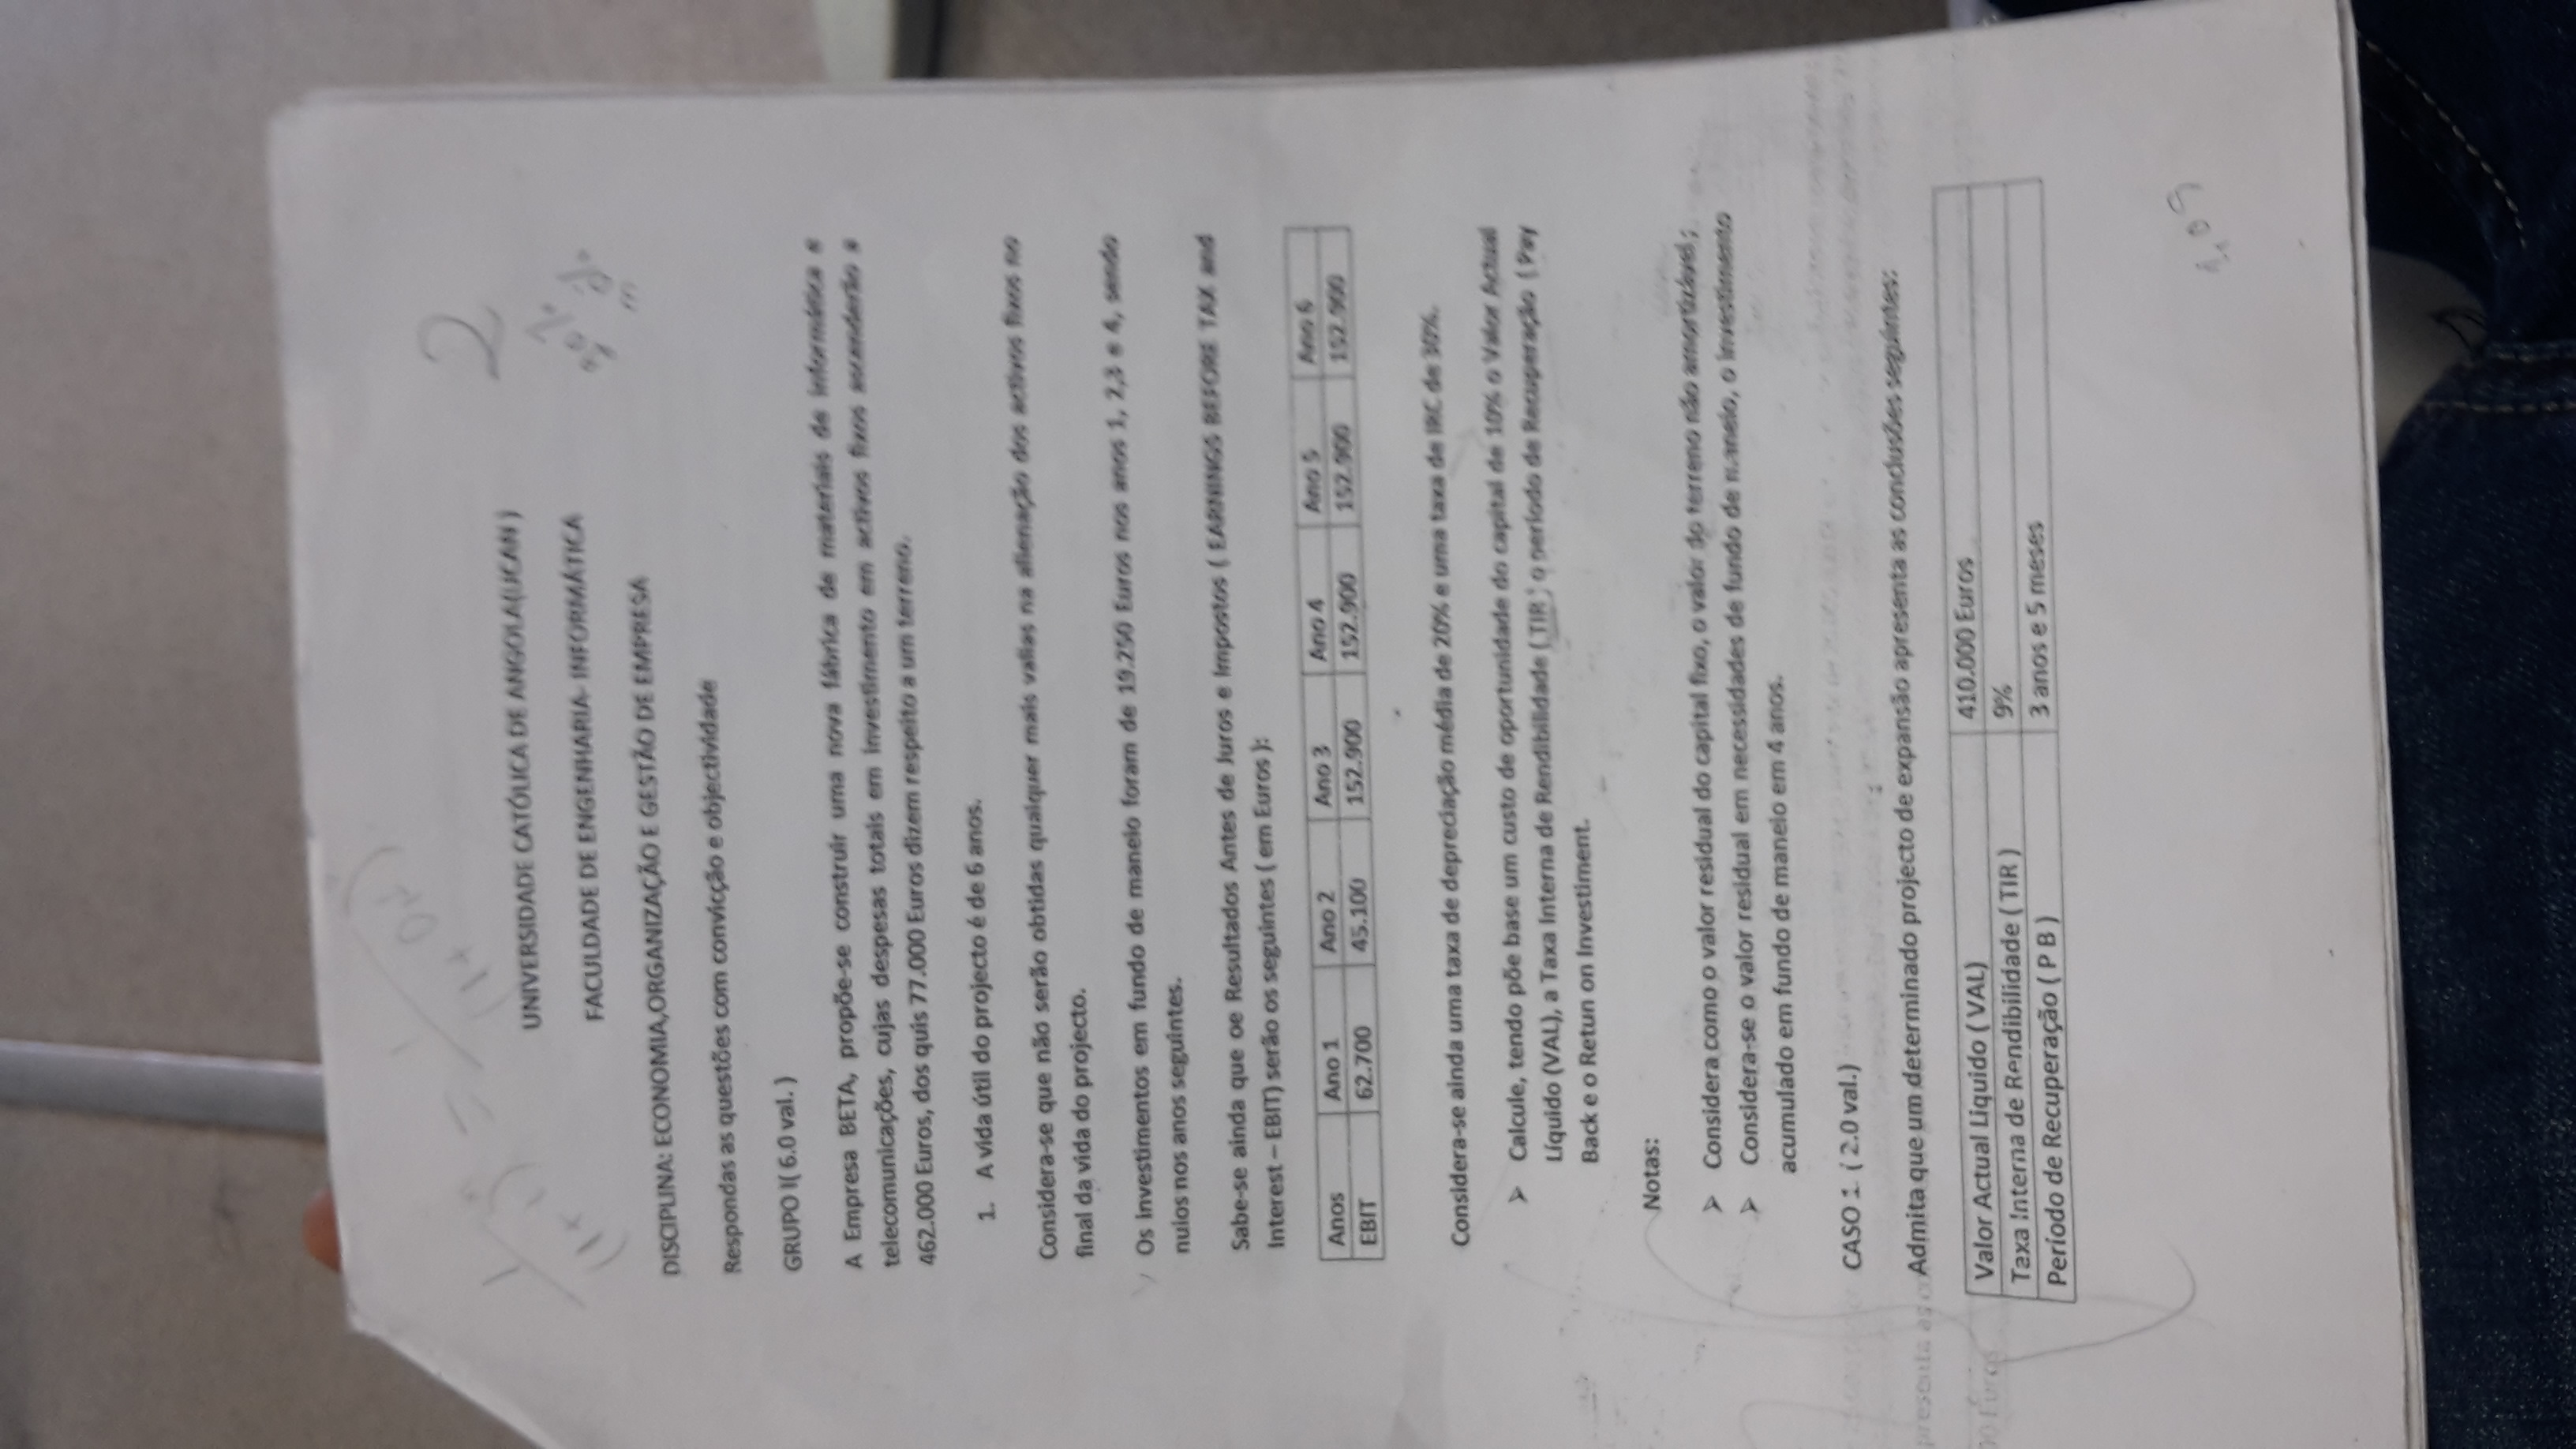 2
30%
UNIVERSIDADE CATÓLICA DE ANGOLA(UCAN )
FACULDADE DE ENGENHARIA- INFORMÁTICA
DISCIPLINA: ECONOMIA,ORGANIZAÇÃO E GESTÃO DE EMPRESA
Respondas as questões com convicção e objectividade
GRUPO I( 6.0 val. )
A Empresa BETA, propõe-se construir uma nova fábrica de materiais de informática e
telecomunicações, cujas despesas totais em investimento em activos fixos ascenderão a
462.000 Euros, dos quis 77.000 Euros dizem respeito a um terreno.
1. A vida útil do projecto é de 6 anos.
Considera-se que não serão obtidas qualquer mais valias na alienação dos activos fixos no
final da vida do projecto.
Os investimentos em fundo de maneio foram de 19.250 Euros nos anos 1, 2,3 e 4, sendo
nulos nos anos seguintes.
Sabe-se ainda que oe Resultados Antes de Juros e Impostos ( EARNINGS BEFORE TAX and
Interest – EBIT) serão os seguintes ( em Euros ):
Anos Ano 1 Ano 2 Ano 3 Ano 4 Ano 5 Ano 6
EBIT 62.700 45.100 152.900 152.900 152.900 152.900
Considera-se ainda uma taxa de depreciação média de 20% e uma taxa de IRC de 30%.
➢ Calcule, tendo põe base um custo de oportunidade do capital de 10% o Valor Actual
Líquido (VAL), a Taxa Interna de Rendibilidade ( TIR ) o período de Recuperação ( Pay
Back e o Retun on Investiment.
Notas:
➢ Considera como o valor residual do capital fixo, o valor do terreno não amortizável ;
➢ Considera-se o valor residual em necessidades de fundo de maneio, o investimento
acumulado em fundo de maneio em 4 anos.
CASO 1 ( 2.0 val.)
Admita que um determinado projecto de expansão apresenta as conclusões seguintes:
Valor Actual Liquido ( VAL) 410.000 Euros
Taxa Interna de Rendibilidade ( TIR ) 9%
Período de Recuperação ( P B ) 3 anos e 5 meses
1,09